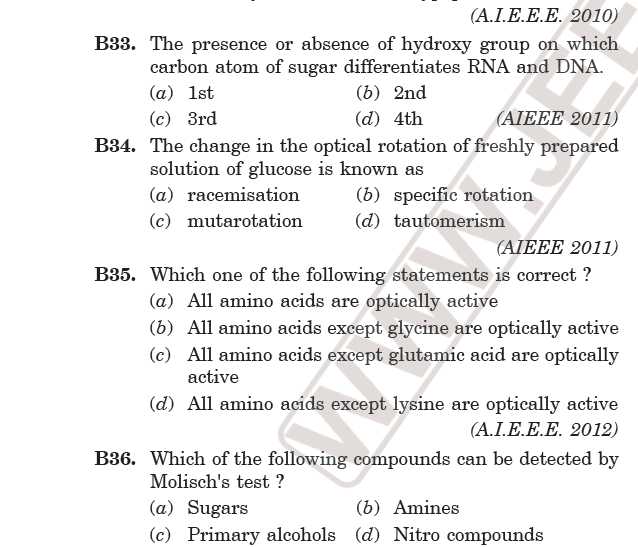 (A.I.E.E.E. 2010)
B33. The presence or absence of hydroxy group on which
carbon atom of sugar differentiates RNA and DNA.
(a) 1st (b) 2nd
(c) 3rd (d) 4th (AIEEE 2011)
B34. The change in the optical rotation of freshly prepared
solution of glucose is known as
(a) racemisation (b) specific rotation
(c) mutarotation (d) tautomerism
(AIEEE 2011)
B35. Which one of the following statements is correct ?
(a) All amino acids are optically active
(b) All amino acids except glycine are optically active
(c) All amino acids except glutamic acid are optically
active
(d) All amino acids except lysine are optically active
(A.I.E.E.E. 2012)
B36. Which of the following compounds can be detected by
Molisch's test ?
(a) Sugars (b) Amines
(c) Primary alcohols (d) Nitro compounds
WWW.JEE